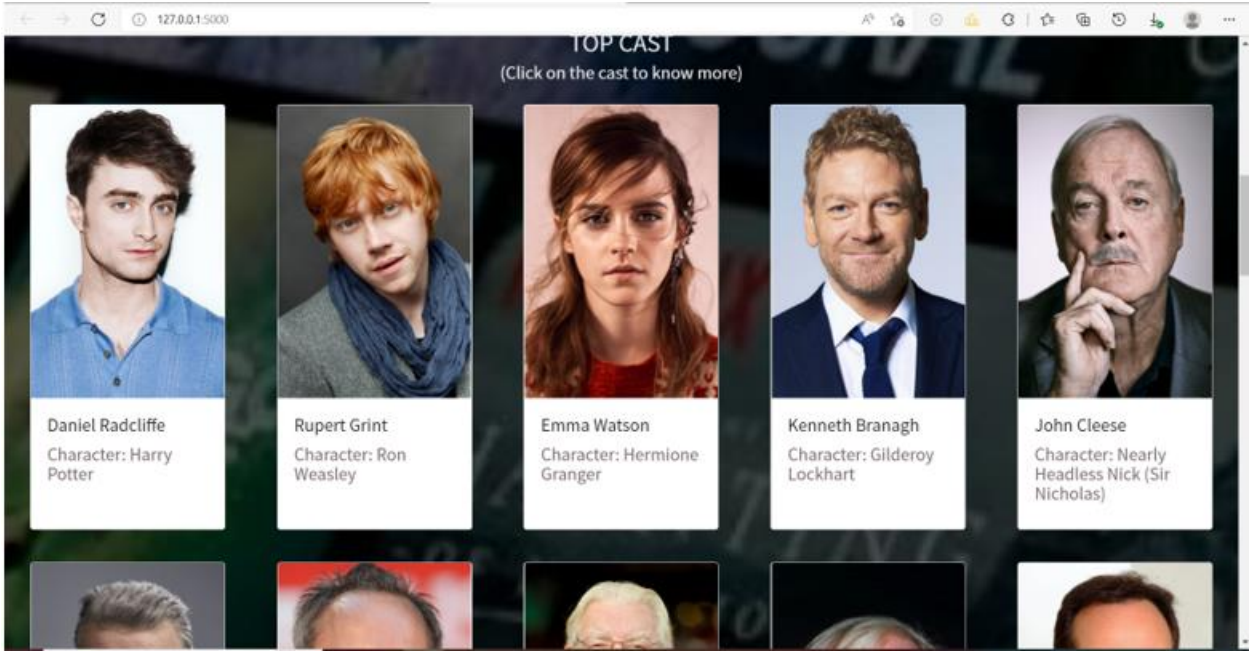 127.0.0.1:5000
TOP CAST
(Click on the cast to know more)
Daniel Radcliffe
Character: Harry
Potter
Rupert Grint
Character: Ron
Weasley
Emma Watson
Character: Hermione
Granger
Kenneth Branagh
Character: Gilderoy
Lockhart
John Cleese
Character: Nearly
Headless Nick (Sir
Nicholas)